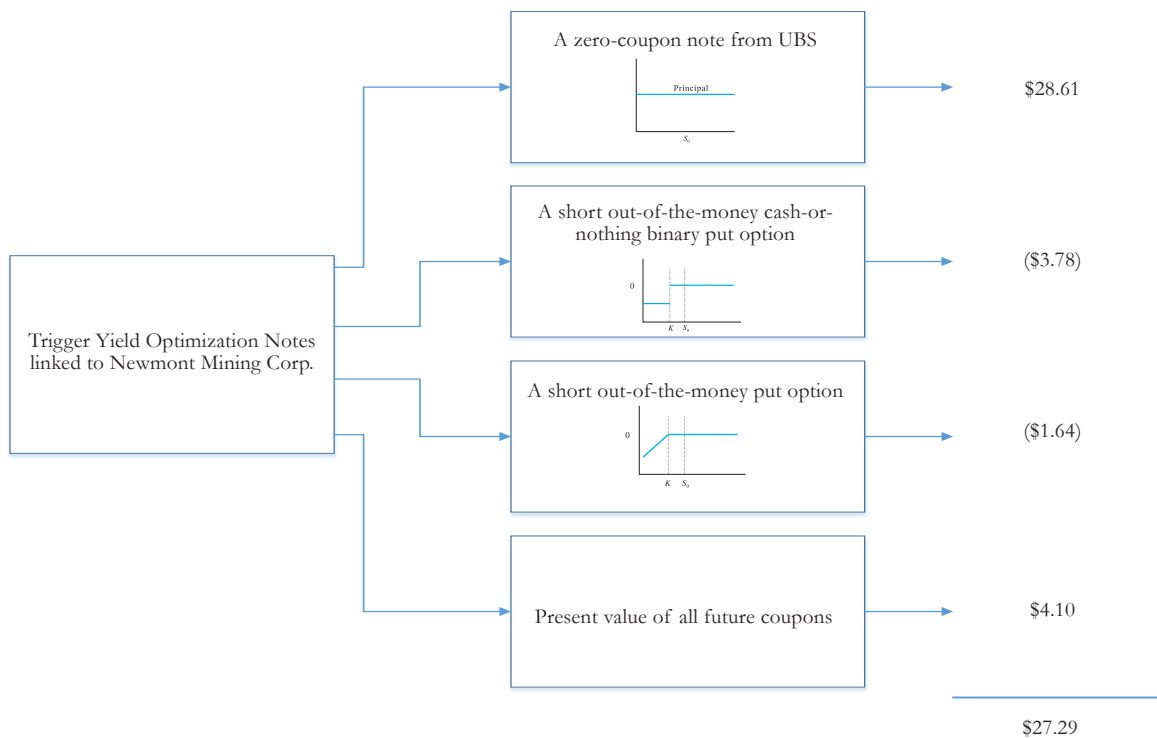 A zero-coupon note from UBS
Principal
S0
$28.61
A short out-of-the-money cash-or-
nothing binary put option
0
K S0
($3.78)
Trigger Yield Optimization Notes
linked to Newmont Mining Corp.
A short out-of-the-money put option
0
K S0
($1.64)
Present value of all future coupons
$4.10
$27.29